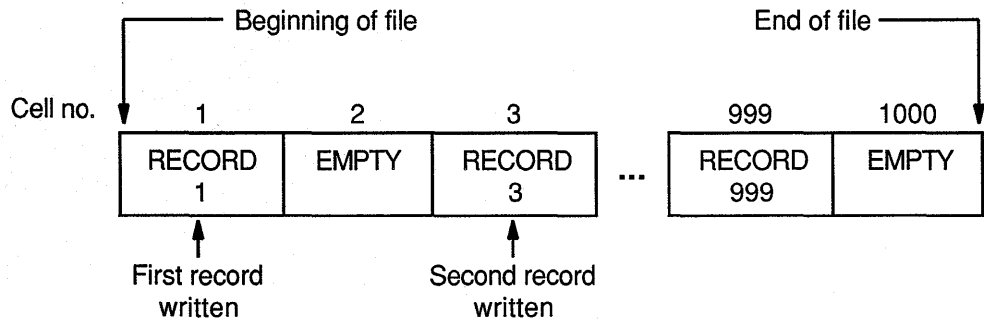 Beginning of file End of file
Cell no. 1 2 3 999 1000
RECORD EMPTY RECORD ... RECORD EMPTY
1 3 999
First record Second record
written written